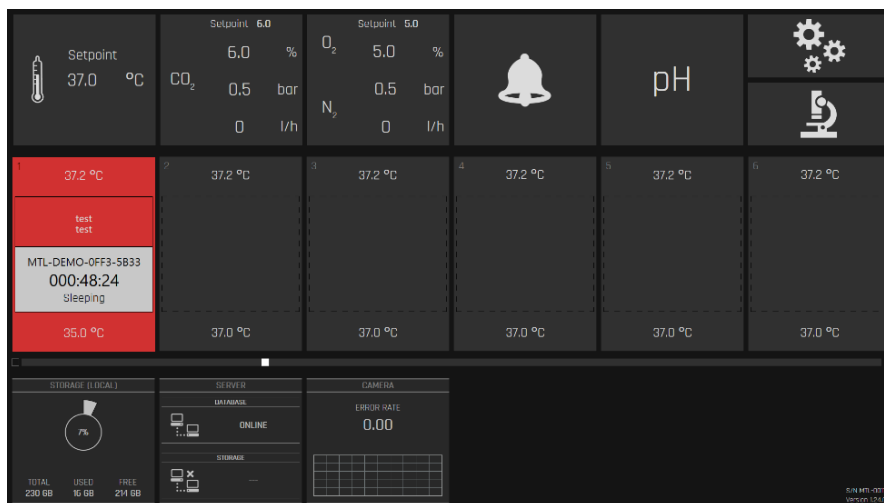 Setpoint
37.0 °C
Setpoint 6.0
CO2
6.0 %
0.5 bar
0 l/h
Setpoint 5.0
O2
5.0 %
0.5 bar
N2
0 l/h
pH
1
37.2 °C
test
test
MTL-DEMO-0FF3-5B33
000:48:24
Sleeping
35.0 °C
2
37.2 °C
37.0 °C
3
37.2 °C
37.0 °C
4
37.2 °C
37.0 °C
5
37.2 °C
37.0 °C
6
37.2 °C
37.0 °C
STORAGE (LOCAL)
7%
TOTAL USED FREE
230 GB 16 GB 214 GB
SERVER
DATABASE
ONLINE
STORAGE
---
CAMERA
ERROR RATE
0.00
S/N MTL-
Version